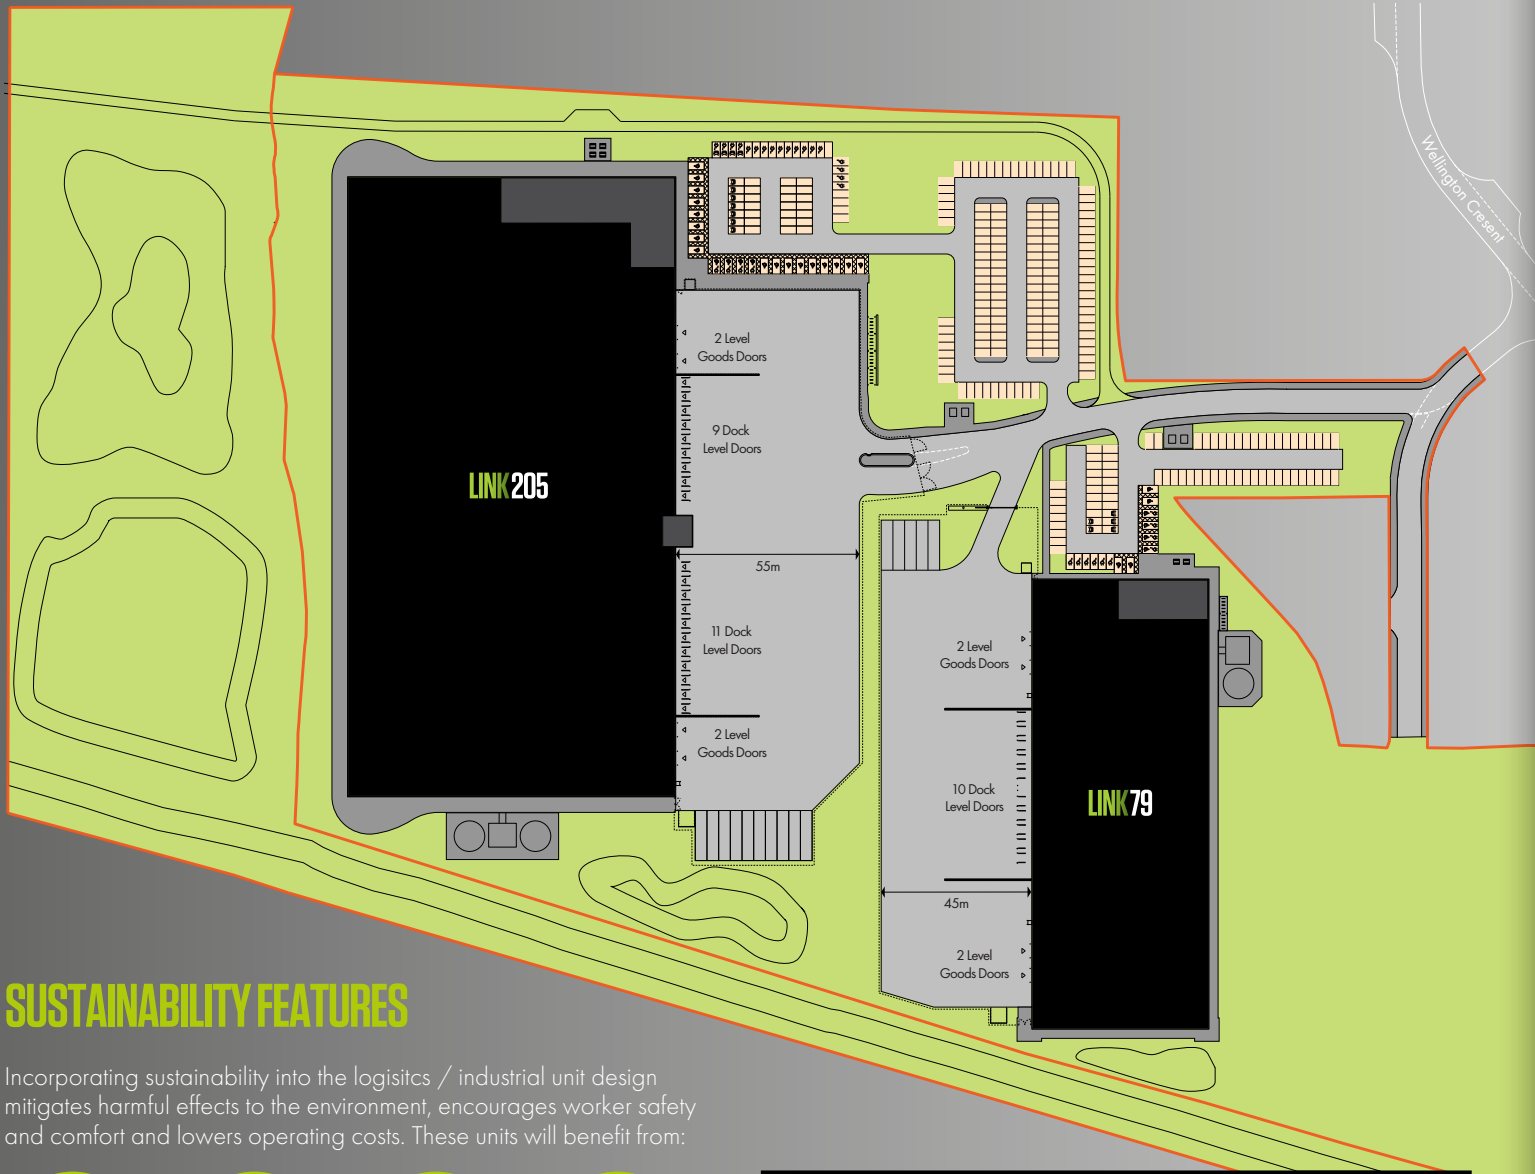 Wellington Cresent
2 Level
Goods Doors
9 Dock
Level Doors
LINK205
55m
11 Dock
Level Doors
2 Level
Goods Doors
2 Level
Goods Doors
10 Dock
Level Doors
LINK79
45m
2 Level
Goods Doors
SUSTAINABILITY FEATURES
Incorporating sustainability into the logisitcs / industrial unit design
mitigates harmful effects to the environment, encourages worker safety
and comfort and lowers operating costs. These units will benefit from: